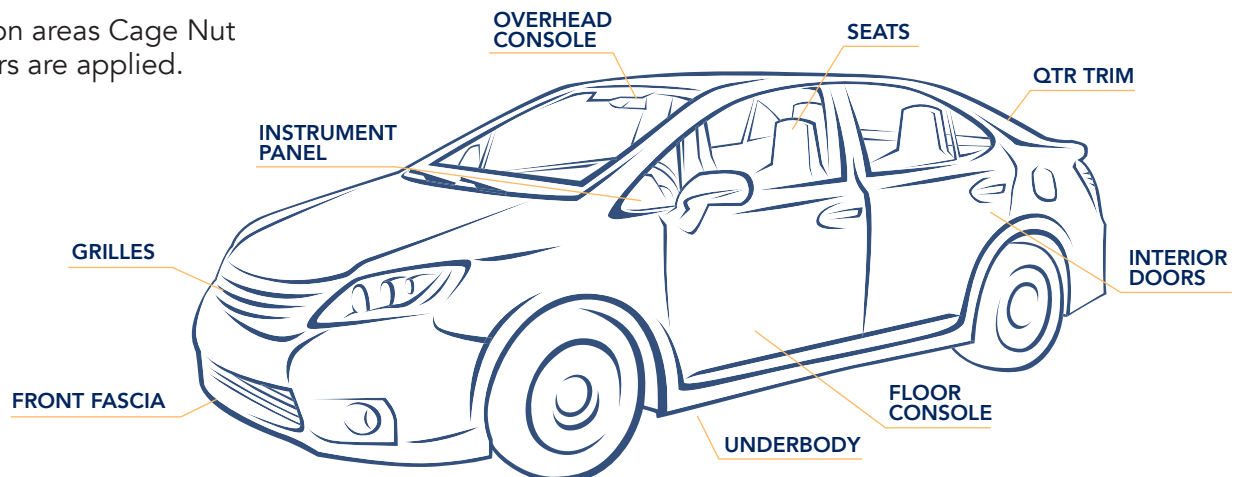 on areas Cage Nut
rs are applied.
OVERHEAD
CONSOLE
SEATS
QTR TRIM
INSTRUMENT
PANEL
GRILLES
INTERIOR
DOORS
FRONT FASCIA
FLOOR
CONSOLE
UNDERBODY